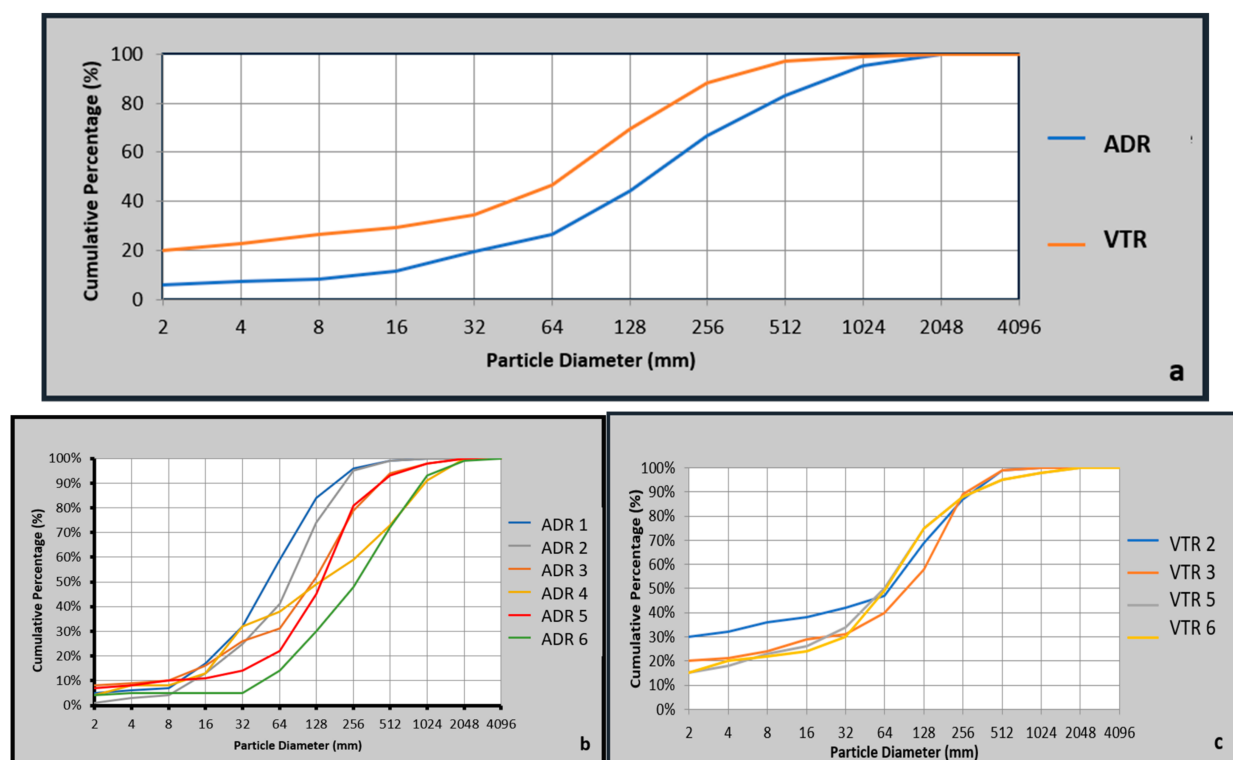 Cumulative Percentage (%)
100
80
60
40
20
0
2 4 8 16 32 64 128 256 512 1024 2048 4096
Particle Diameter (mm)
ADR
VTR
a
Cumulative Percentage (%)
100%
90%
80%
70%
60%
50%
40%
30%
20%
10%
0%
2 4 8 16 32 64 128 256 512 1024 2048 4096
Particle Diameter (mm)
ADR 1
ADR 2
ADR 3
ADR 4
ADR 5
ADR 6
b
Cumulative Percentage (%)
100%
90%
80%
70%
60%
50%
40%
30%
20%
10%
0%
2 4 8 16 32 64 128 256 512 1024 2048 4096
Particle Diameter (mm)
VTR 2
VTR 3
VTR 5
VTR 6
c